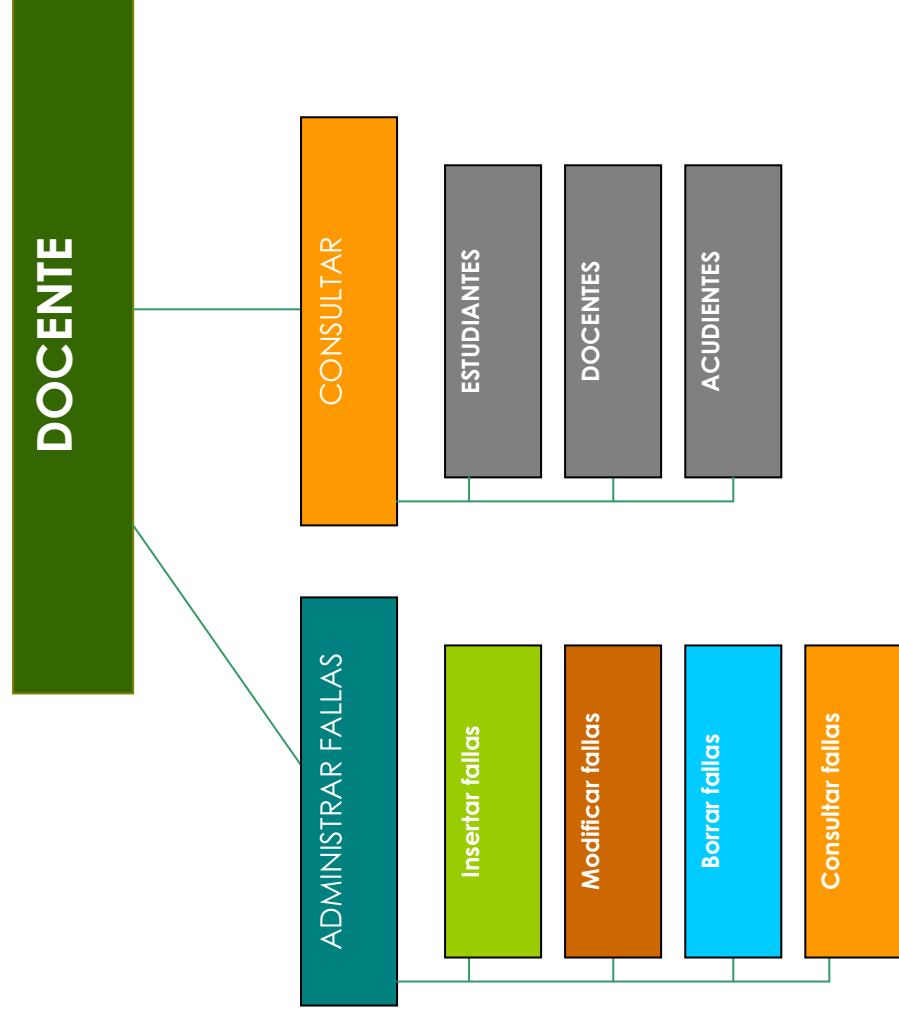 DOCENTE
ADMINISTRAR FALLAS
Insertar fallas
Modificar fallas
Borrar fallas
Consultar fallas
CONSULTAR
ESTUDIANTES
DOCENTES
ACUDIENTES